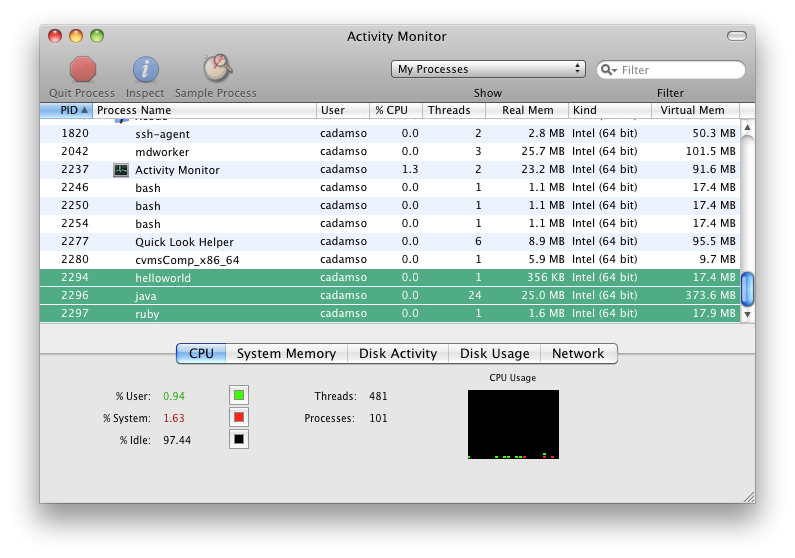 Activity Monitor
Quit Process Inspect Sample Process My Processes Filter
Show Filter
PID Process Name User % CPU Threads Real Mem Kind Virtual Mem
1820 ssh-agent cadamso 0.0 2 2.8 MB Intel (64 bit) 50.3 MB
2042 mdworker cadamso 0.0 3 25.7 MB Intel (64 bit) 101.5 MB
2237 Activity Monitor cadamso 1.3 2 23.2 MB Intel (64 bit) 91.6 MB
2246 bash cadamso 0.0 1 1.1 MB Intel (64 bit) 17.4 MB
2250 bash cadamso 0.0 1 1.1 MB Intel (64 bit) 17.4 MB
2254 bash cadamso 0.0 1 1.1 MB Intel (64 bit) 17.4 MB
2277 Quick Look Helper cadamso 0.0 6 8.9 MB Intel (64 bit) 95.5 MB
2280 cvmsComp_x86_64 cadamso 0.0 1 5.9 MB Intel (64 bit) 9.7 MB
2294 helloworld cadamso 0.0 1 356 KB Intel (64 bit) 17.4 MB
2296 java cadamso 0.0 24 25.0 MB Intel (64 bit) 373.6 MB
2297 ruby cadamso 0.0 1 1.6 MB Intel (64 bit) 17.9 MB
CPU System Memory Disk Activity Disk Usage Network
CPU Usage
% User: 0.94 Threads: 481
% System: 1.63 Processes: 101
% Idle: 97.44